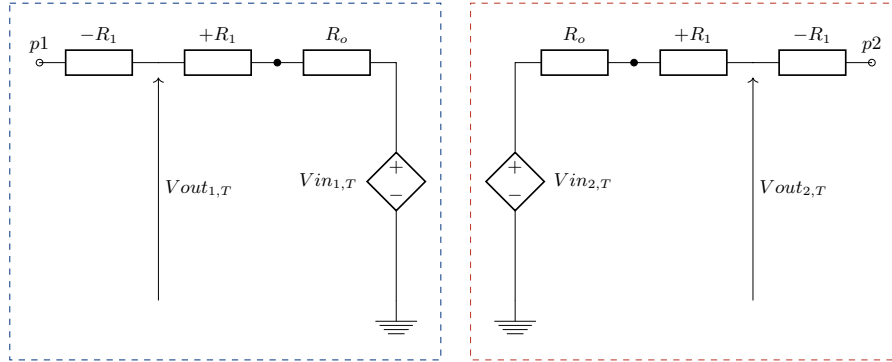 −R₁ +R₁ Rₒ Rₒ +R₁ −R₁
p1 p2
Vout₁,T Vin₁,T + − + − Vin₂,T Vout₂,T